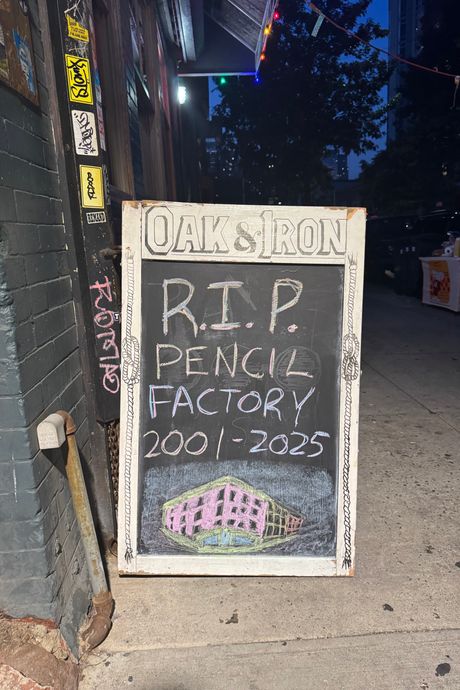 OAK & IRON
R.I.P.
PENCIL
FACTORY
2001-2025